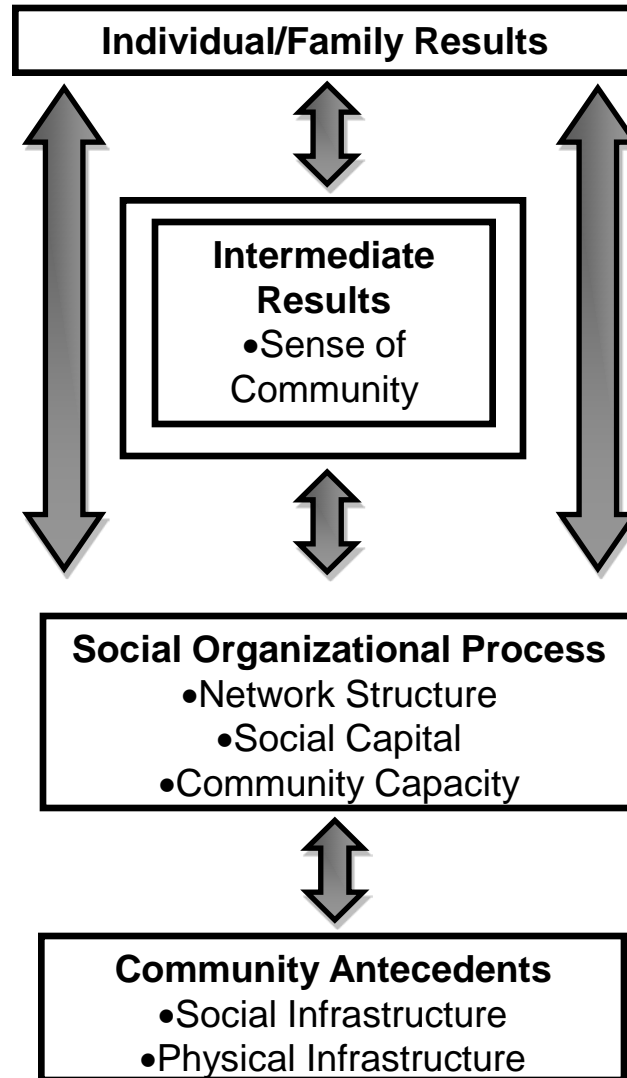 Individual/Family Results
Intermediate
Results
•Sense of
Community
Social Organizational Process
•Network Structure
•Social Capital
•Community Capacity
Community Antecedents
•Social Infrastructure
•Physical Infrastructure